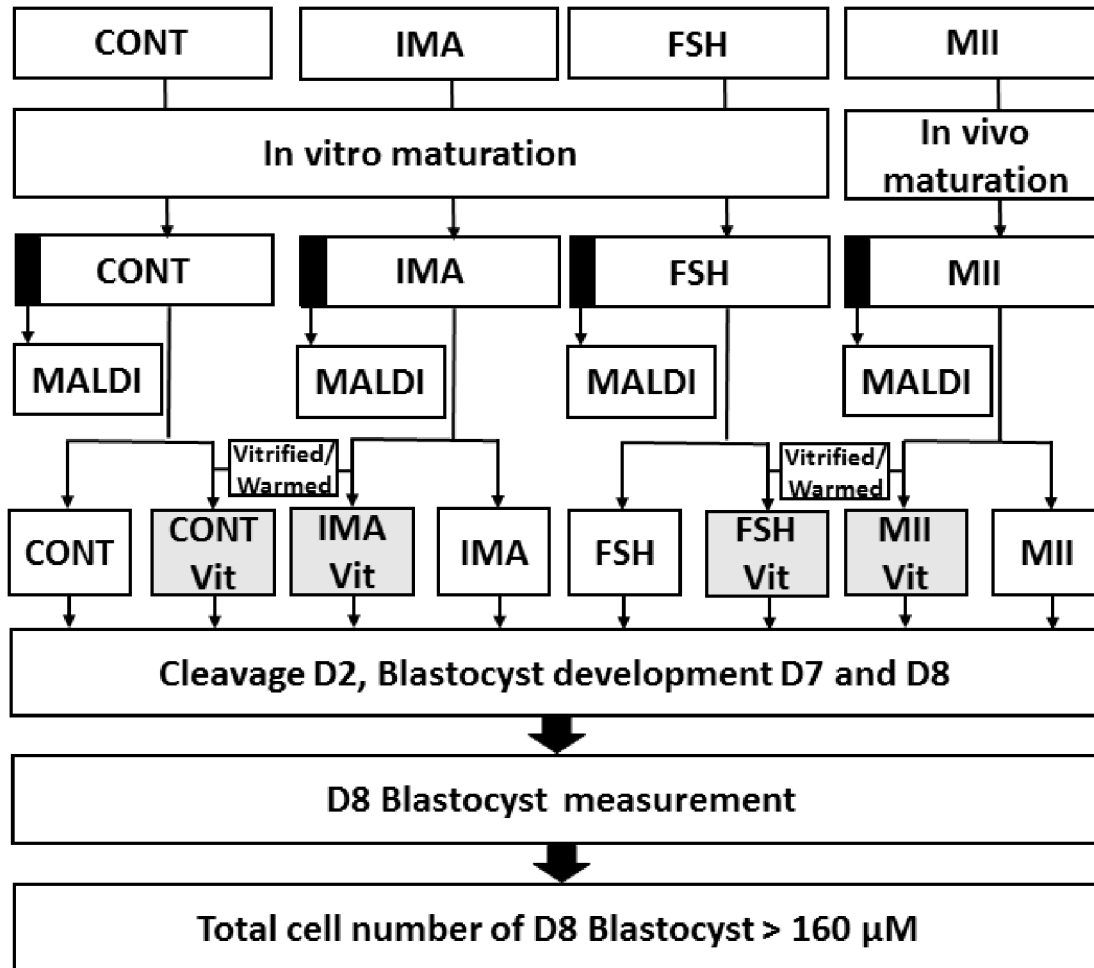 CONT
IMA
FSH
MII
In vitro maturation
In vivo
maturation
CONT
IMA
FSH
MII
MALDI
MALDI
MALDI
MALDI
Vitrified/
Warmed
Vitrified/
Warmed
CONT
CONT
Vit
IMA
Vit
IMA
FSH
FSH
Vit
MII
Vit
MII
Cleavage D2, Blastocyst development D7 and D8
D8 Blastocyst measurement
Total cell number of D8 Blastocyst > 160 µM